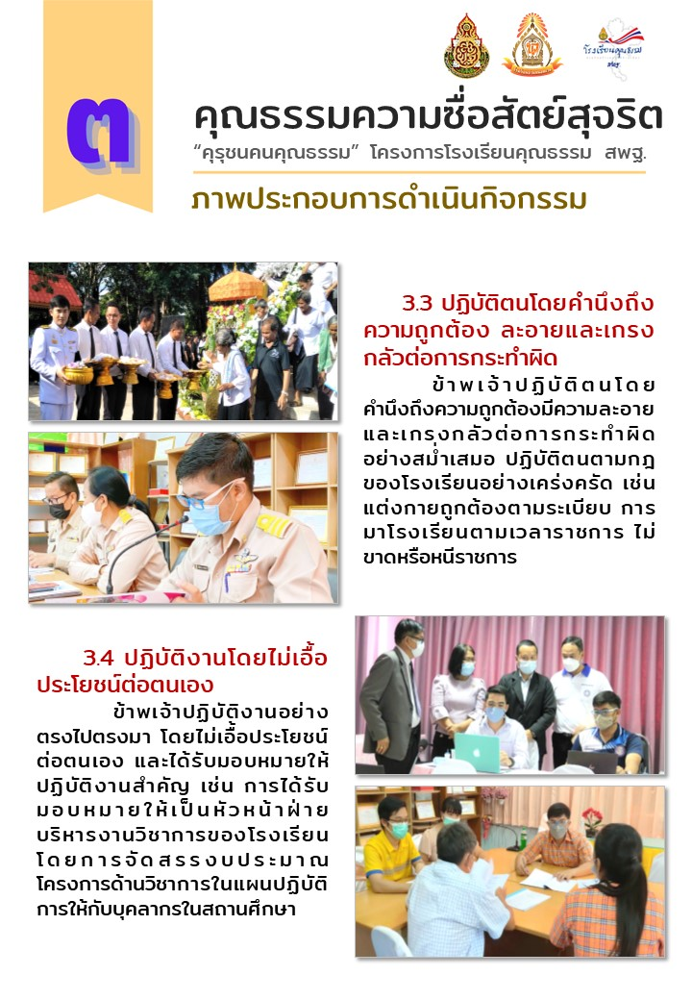 ๓
โรงเรียนคุณธรรม
สพฐ.
คุณธรรมความซื่อสัตย์สุจริต
“คุรุชนคนคุณธรรม” โครงการโรงเรียนคุณธรรม สพฐ.
ภาพประกอบการดำเนินกิจกรรม
3.3 ปฏิบัติตนโดยคำนึงถึง
ความถูกต้อง ละอายและเกรง
กลัวต่อการกระทำผิด
ข้าพเจ้าปฏิบัติตนโดย
คำนึงถึงความถูกต้องมีความละอาย
และเกรงกลัวต่อการกระทำผิด
อย่างสม่ำเสมอ ปฏิบัติตนตามกฎ
ของโรงเรียนอย่างเคร่งครัด เช่น
แต่งกายถูกต้องตามระเบียบ การ
มาโรงเรียนตามเวลาราชการ ไม่
ขาดหรือหนีราชการ
3.4 ปฏิบัติงานโดยไม่เอื้อ
ประโยชน์ต่อตนเอง
ข้าพเจ้าปฏิบัติงานอย่าง
ตรงไปตรงมา โดยไม่เอื้อประโยชน์
ต่อตนเอง และได้รับมอบหมายให้
ปฏิบัติงานสำคัญ เช่น การได้รับ
มอบหมายให้เป็นหัวหน้าฝ่าย
บริหารงานวิชาการของโรงเรียน
โดยการจัดสรรงบประมาณ
โครงการด้านวิชาการในแผนปฏิบัติ
การให้กับบุคลากรในสถานศึกษา